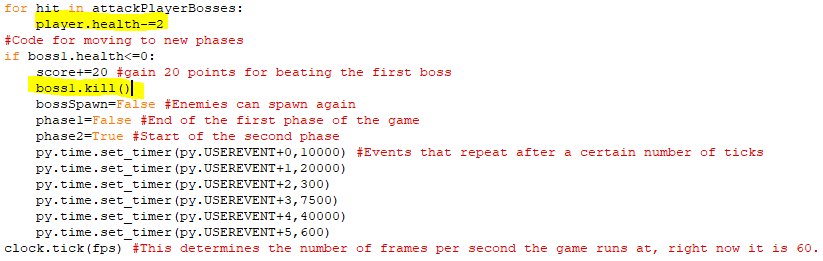 for hit in attackPlayerBosses:
    player.health-=2
#Code for moving to new phases
if boss1.health<=0:
    score+=20 #gain 20 points for beating the first boss
    boss1.kill()
    bossSpawn=False #Enemies can spawn again
    phase1=False #End of the first phase of the game
    phase2=True #Start of the second phase
    py.time.set_timer(py.USEREVENT+0,10000) #Events that repeat after a certain number of ticks
    py.time.set_timer(py.USEREVENT+1,20000)
    py.time.set_timer(py.USEREVENT+2,300)
    py.time.set_timer(py.USEREVENT+3,7500)
    py.time.set_timer(py.USEREVENT+4,40000)
    py.time.set_timer(py.USEREVENT+5,600)
clock.tick(fps) #This determines the number of frames per second the game runs at, right now it is 60.